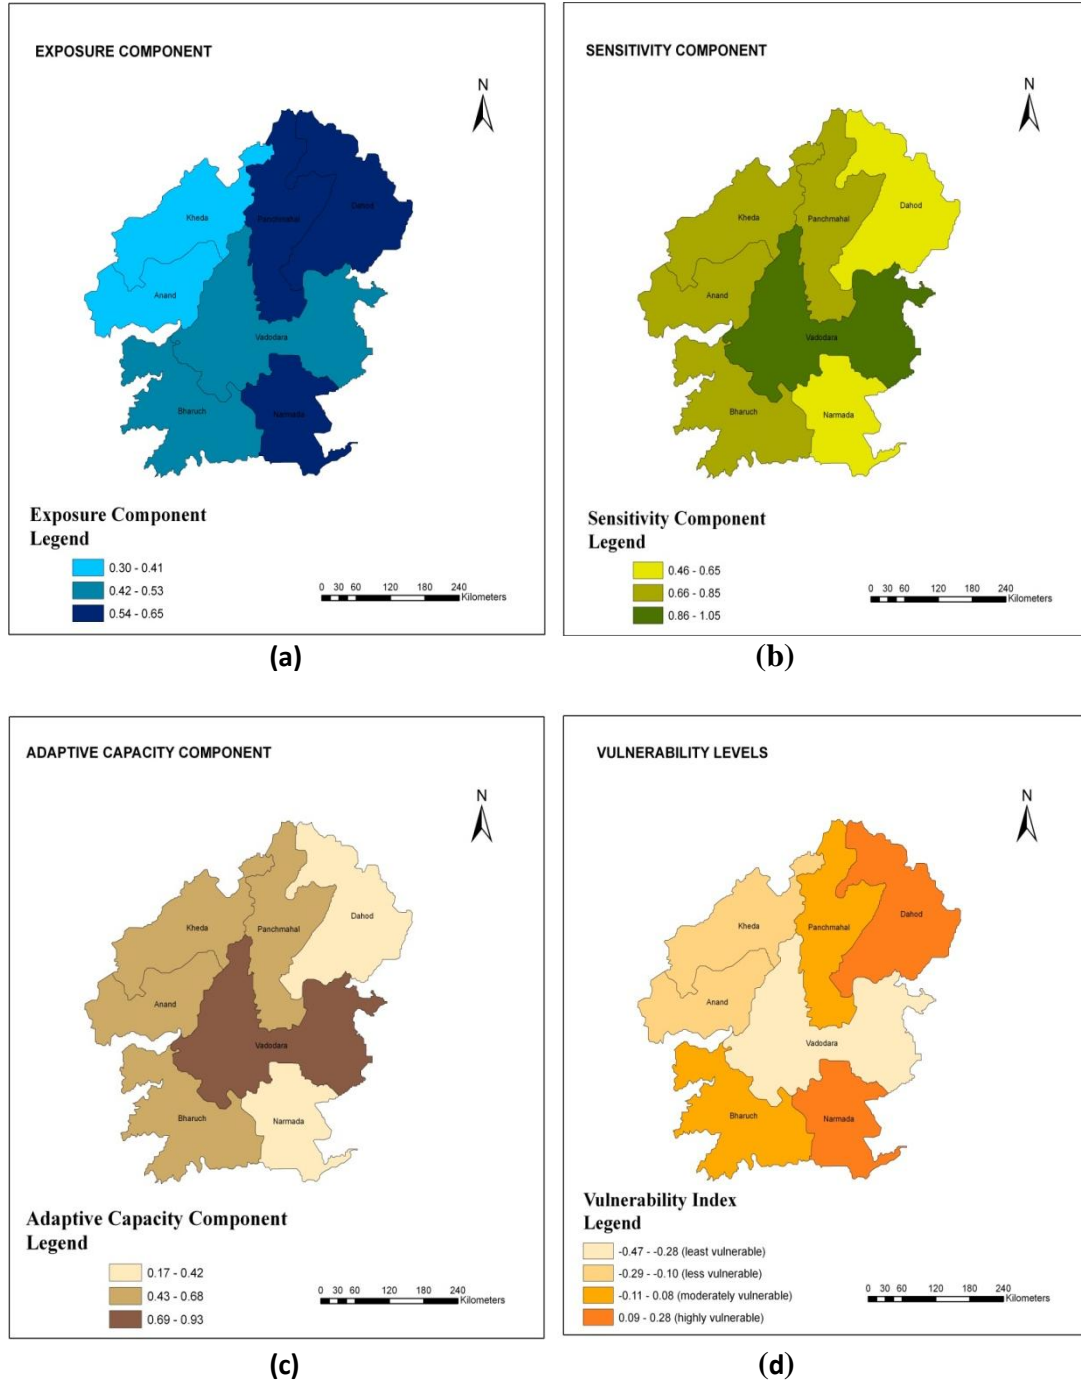 EXPOSURE COMPONENT
N
Kheda
Panchmahal
Dahod
Anand
Vadodara
Bharuch
Narmada
Exposure Component
Legend
0.30 - 0.41
0.42 - 0.53
0.54 - 0.65
0 30 60 120 180 240
Kilometers
(a)
SENSITIVITY COMPONENT
N
Kheda
Panchmahal
Dahod
Anand
Vadodara
Bharuch
Narmada
Sensitivity Component
Legend
0.46 - 0.65
0.66 - 0.85
0.86 - 1.05
0 30 60 120 180 240
Kilometers
(b)
ADAPTIVE CAPACITY COMPONENT
N
Kheda
Panchmahal
Dahod
Anand
Vadodara
Bharuch
Narmada
Adaptive Capacity Component
Legend
0.17 - 0.42
0.43 - 0.68
0.69 - 0.93
0 30 60 120 180 240
Kilometers
(c)
VULNERABILITY LEVELS
N
Kheda
Panchmahal
Dahod
Anand
Vadodara
Bharuch
Narmada
Vulnerability Index
Legend
-0.47 - -0.28 (least vulnerable)
-0.29 - -0.10 (less vulnerable)
-0.11 - 0.08 (moderately vulnerable)
0.09 - 0.28 (highly vulnerable)
0 30 60 120 180 240
Kilometers
(d)